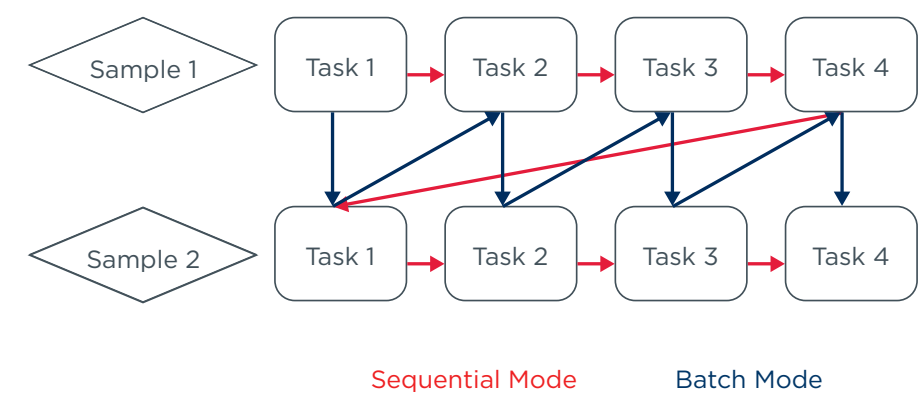 Sample 1
Task 1
Task 2
Task 3
Task 4
Sample 2
Task 1
Task 2
Task 3
Task 4
Sequential Mode
Batch Mode